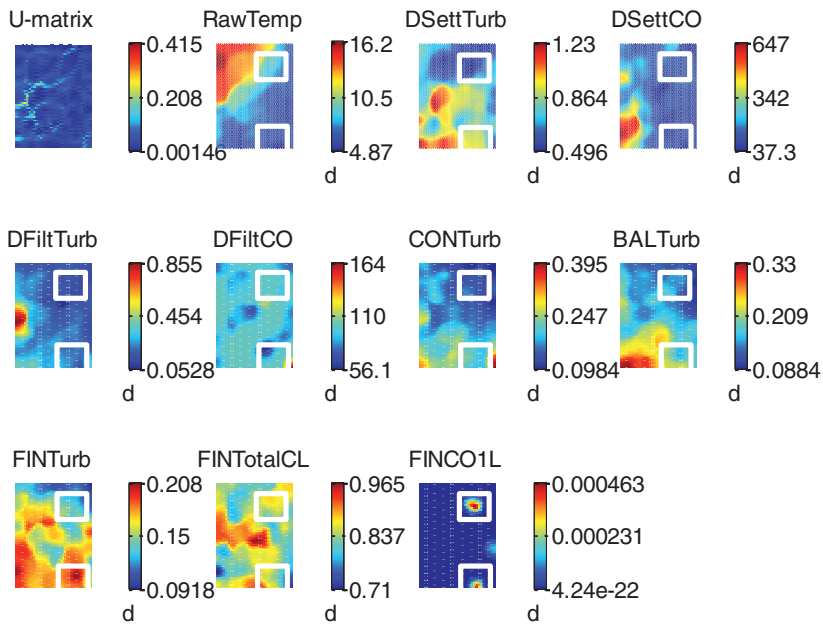 U-matrix
0.415
0.208
0.00146
RawTemp
16.2
10.5
4.87
d
DSettTurb
1.23
0.864
0.496
d
DSettCO
647
342
37.3
d
DFiltTurb
0.855
0.454
0.0528
d
DFiltCO
164
110
56.1
d
CONTurb
0.395
0.247
0.0984
d
BALTurb
0.33
0.209
0.0884
d
FINTurb
0.208
0.15
0.0918
d
FINTotalCL
0.965
0.837
0.71
d
FINCO1L
0.000463
0.000231
4.24e-22
d